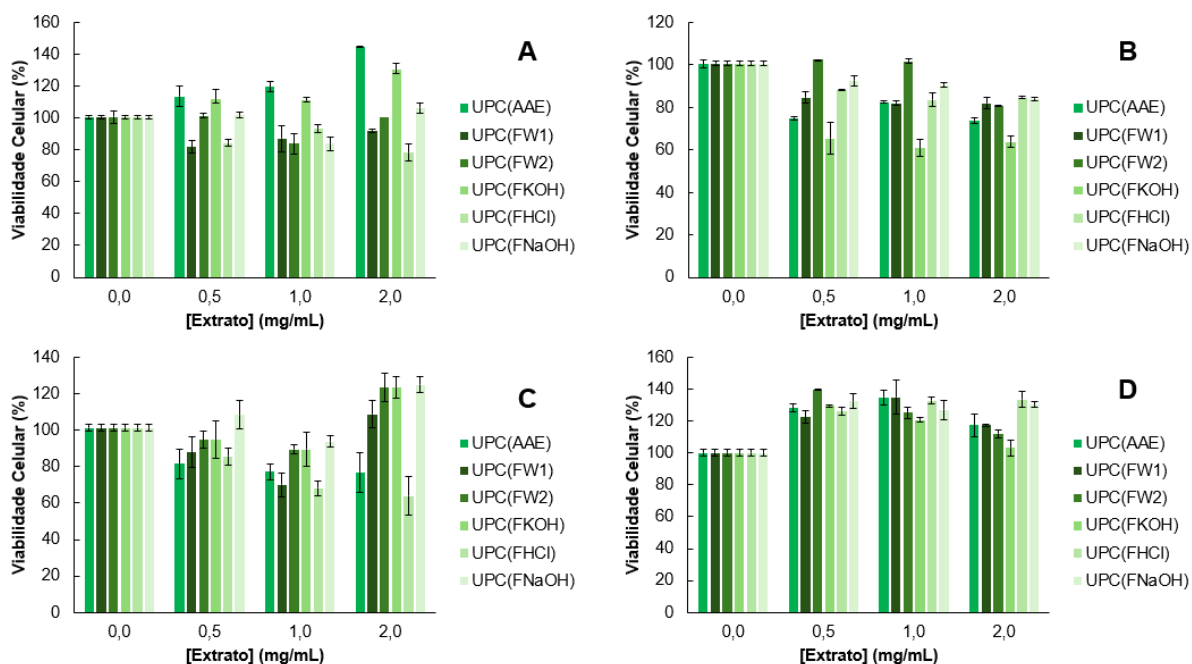 A
Viabilidade Celular (%)
160
140
120
100
80
60
40
20
0
0,0
0,5
1,0
2,0
[Extrato] (mg/mL)
UPC(AAE)
UPC(FW1)
UPC(FW2)
UPC(FKOH)
UPC(FHCl)
UPC(FNaOH)
B
Viabilidade Celular (%)
120
100
80
60
40
20
0
0,0
0,5
1,0
2,0
[Extrato] (mg/mL)
UPC(AAE)
UPC(FW1)
UPC(FW2)
UPC(FKOH)
UPC(FHCl)
UPC(FNaOH)
C
Viabilidade Celular (%)
140
120
100
80
60
40
20
0
0,0
0,5
1,0
2,0
[Extrato] (mg/mL)
UPC(AAE)
UPC(FW1)
UPC(FW2)
UPC(FKOH)
UPC(FHCl)
UPC(FNaOH)
D
Viabilidade Celular (%)
160
140
120
100
80
60
40
20
0
0,0
0,5
1,0
2,0
[Extrato] (mg/mL)
UPC(AAE)
UPC(FW1)
UPC(FW2)
UPC(FKOH)
UPC(FHCl)
UPC(FNaOH)